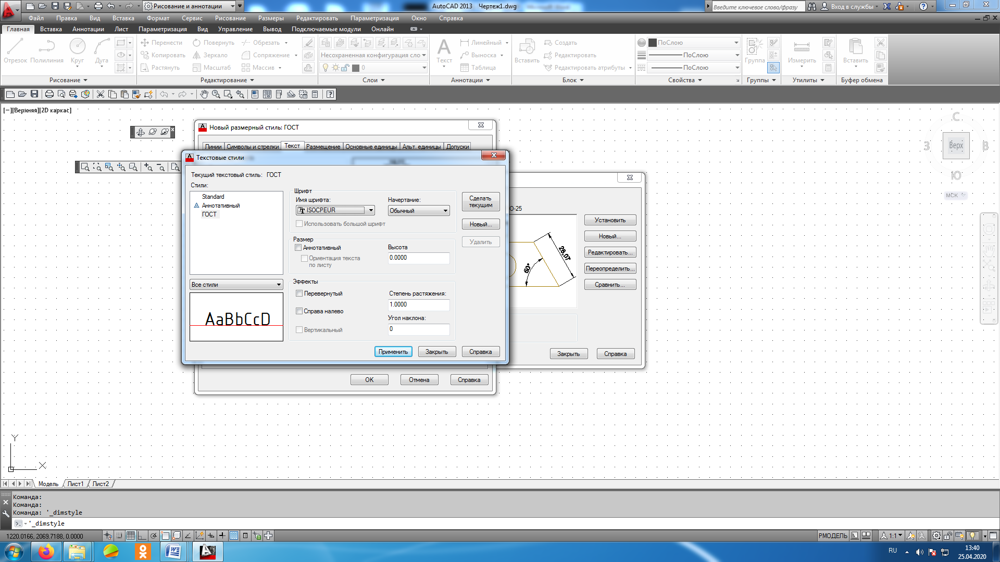 Рисование и аннотации
AutoCAD 2013 Чертеж1.dwg
Введите ключевое слово/фразу
Вход в службы
Файл Правка Вид Вставка Формат Сервис Рисование Размеры Редактировать Параметризация Окно Справка
Главная Вставка Аннотации Лист Параметризация Вид Управление Вывод Подключаемые модули Онлайн
Отрезок Полилиния Круг Дуга
Перенести Повернуть Обрезать
Копировать Зеркало Сопряжение
Растянуть Масштаб Массив
Несохраненная конфигурация сло
0
Текст
Линейный
Выноска
Таблица
Вставить
Создать
Редактировать
Редактировать атрибуты
ПоСлою
ПоСлою
ПоСлою
Группа
Измерить
Вставить
Рисование Редактирование Слои Аннотации Блок Свойства Группы Утилиты Буфер обмена
[−][Верхняя][2D каркас]
С
З Верх В
Ю
МСК
Новый размерный стиль: ГОСТ
Линии Символы и стрелки Текст Размещение Основные единицы Альт. единицы Допуски
Текстовые стили
Текущий текстовый стиль: ГОСТ
Стили:
Standard
Аннотативный
ГОСТ
Все стили
AaBbCcD
Шрифт
Имя шрифта:
ISOCPEUR
Начертание:
Обычный
Использовать большой шрифт
Размер
Аннотативный
Ориентация текста
по листу
Высота
0.0000
Эффекты
Перевернутый
Справа налево
Вертикальный
Степень растяжения:
1.0000
Угол наклона:
0
Сделать
текущим
Новый...
Удалить
Применить Закрыть Справка
OK Отмена Справка
O-25
28,07
60°
Установить
Новый...
Редактировать...
Переопределить...
Сравнить...
Закрыть Справка
Y
X
Модель Лист1 Лист2
Команда:
Команда:
Команда: '_dimstyle
'_dimstyle
1220.0166, 2069.7188, 0.0000
РМОДЕЛЬ
1:1
RU
13:40
25.04.2020